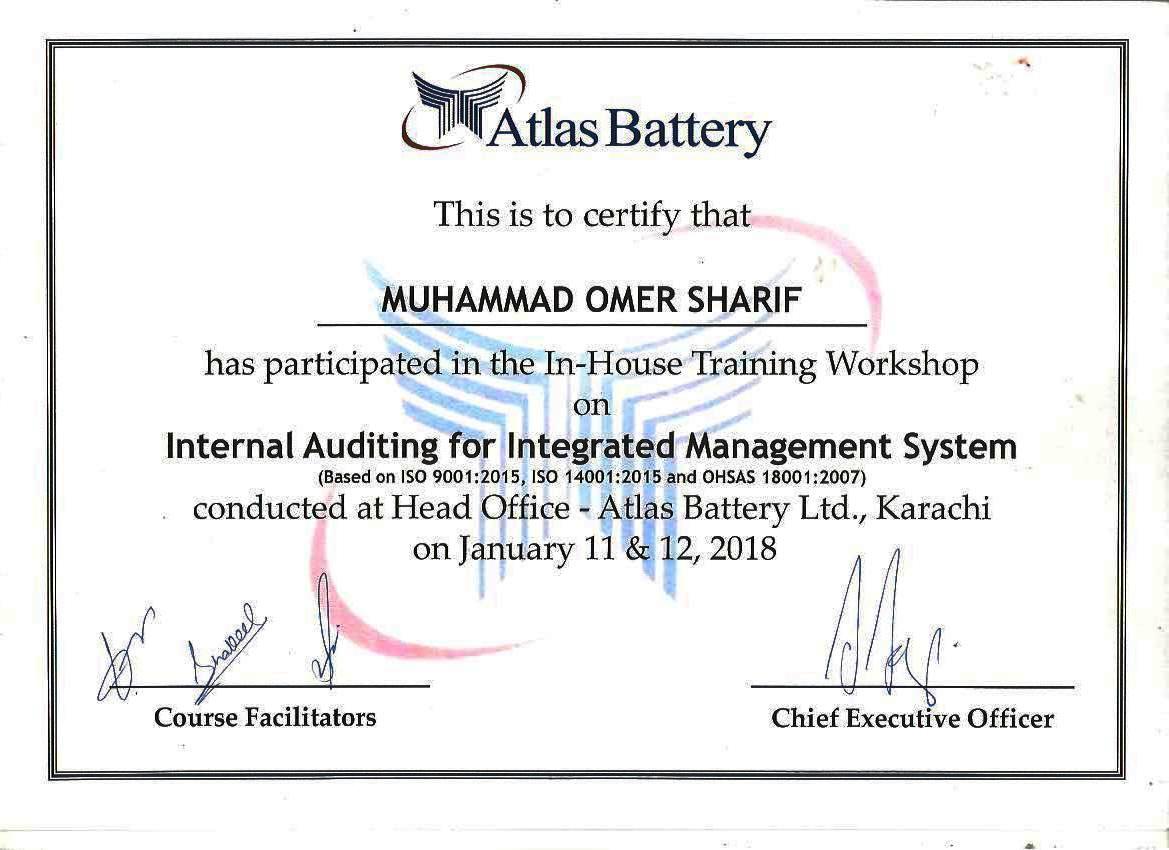 Atlas Battery
This is to certify that
MUHAMMAD OMER SHARIF
has participated in the In-House Training Workshop
on
Internal Auditing for Integrated Management System
(Based on ISO 9001:2015, ISO 14001:2015 and OHSAS 18001:2007)
conducted at Head Office - Atlas Battery Ltd., Karachi
on January 11 & 12, 2018
Shakeel
Course Facilitators
Chief Executive Officer